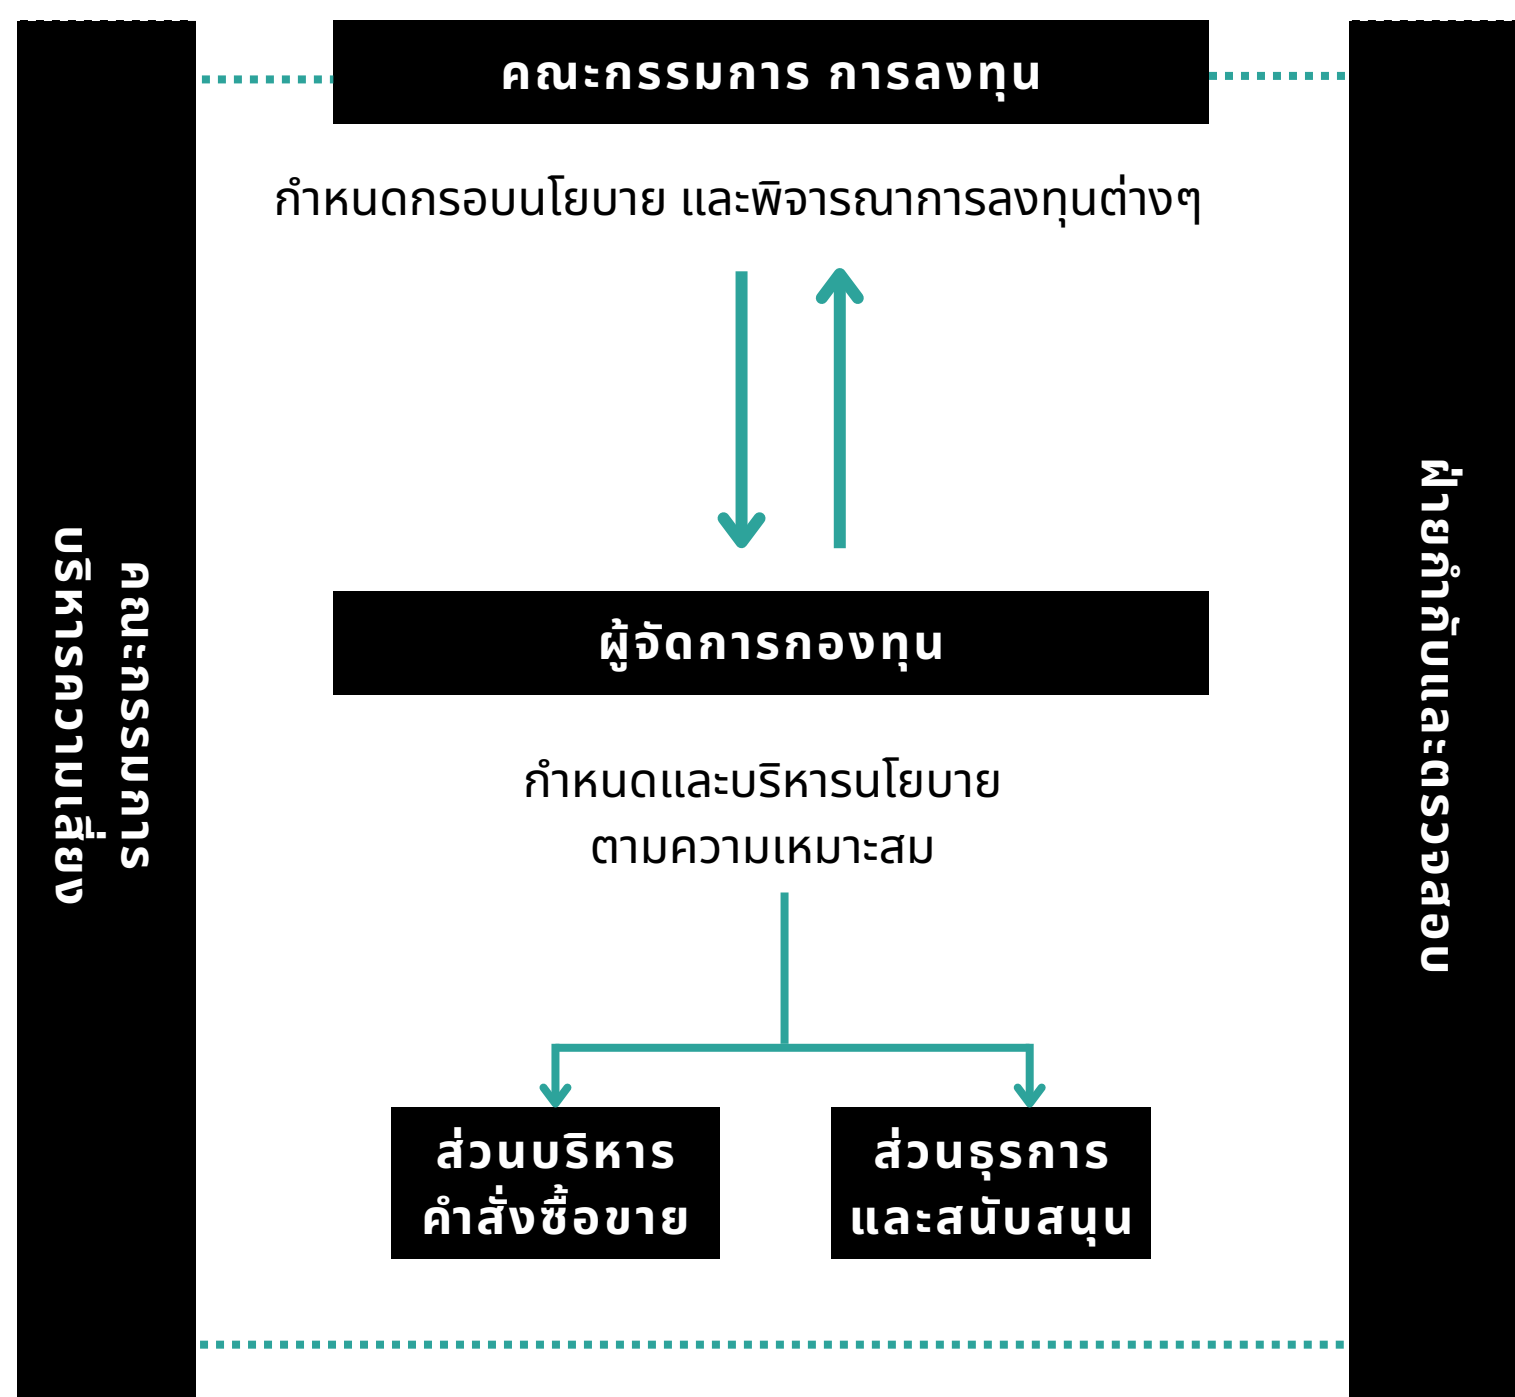 คณะกรรมการ การลงทุน
กำหนดกรอบนโยบาย และพิจารณาการลงทุนต่างๆ
ผู้จัดการกองทุน
กำหนดและบริหารนโยบาย
ตามความเหมาะสม
ส่วนบริหาร
คำสั่งซื้อขาย
ส่วนธุรการ
และสนับสนุน
คณะกรรมการ
บริหารความเสี่ยง
ฝ่ายกำกับและตรวจสอบ